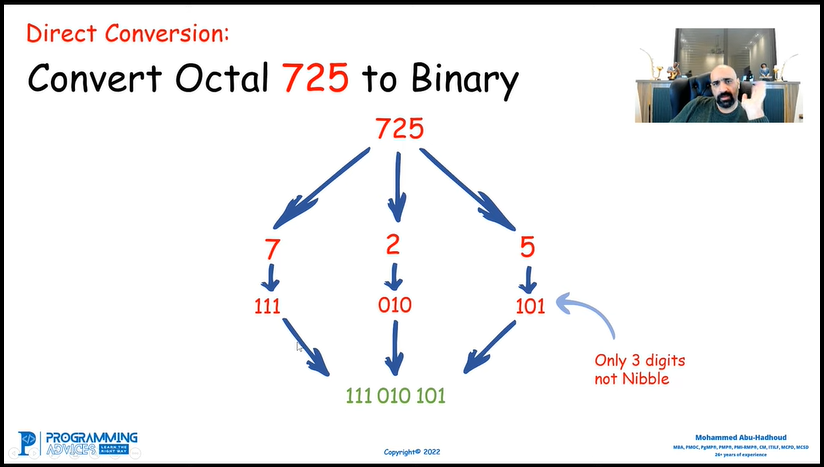 Direct Conversion:
Convert Octal 725 to Binary
725
7 2 5
111 010 101
Only 3 digits
not Nibble
111 010 101
PROGRAMMING
ADVICES LEARN THE
RIGHT WAY
Copyright© 2022
Mohammed Abu-Hadhoud
MBA, PMOC, PgMP®, PMP®, PMI-RMP®, CM, ITILF, MCPD, MCSD
26+ years of experience